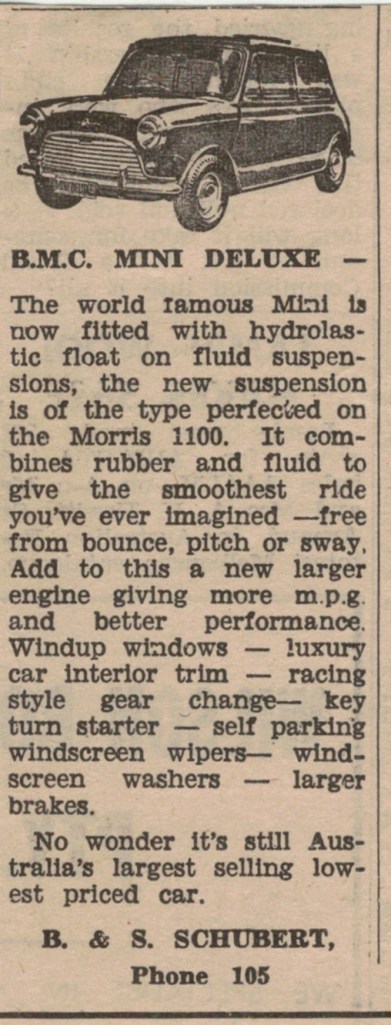 B.M.C. MINI DELUXE —
The world famous Mini is
now fitted with hydrolas-
tic float on fluid suspen-
sions, the new suspension
is of the type perfected on
the Morris 1100. It com-
bines rubber and fluid to
give the smoothest ride
you've ever imagined —free
from bounce, pitch or sway.
Add to this a new larger
engine giving more m.p.g.
and better performance.
Windup windows — luxury
car interior trim — racing
style gear change— key
turn starter — self parking
windscreen wipers— wind-
screen washers — larger
brakes.
No wonder it's still Aus-
tralia's largest selling low-
est priced car.
B. & S. SCHUBERT,
Phone 105